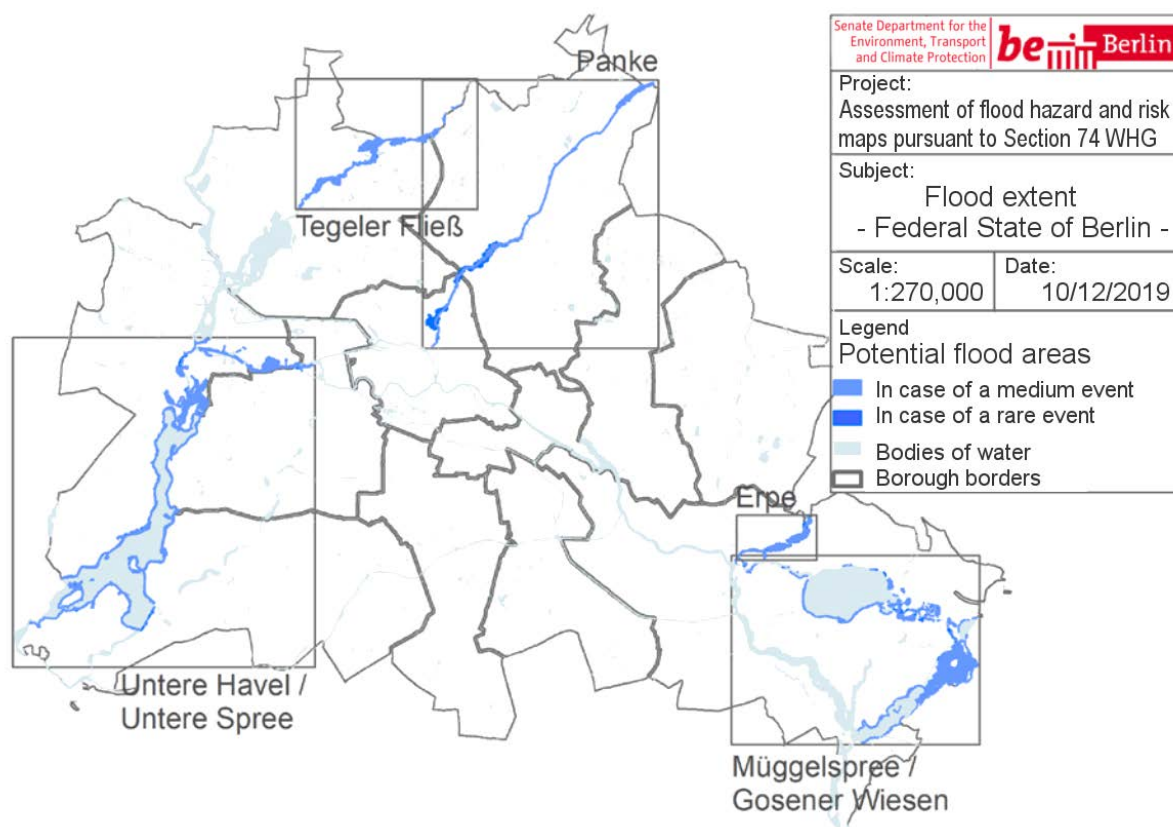 Panke
Tegeler Fließ
Erpe
Untere Havel /
Untere Spree
Müggelspree /
Gosener Wiesen
Senate Department for the
Environment, Transport
and Climate Protection
be Berlin
Project:
Assessment of flood hazard and risk
maps pursuant to Section 74 WHG
Subject:
Flood extent
- Federal State of Berlin -
Scale:
1:270,000
Date:
10/12/2019
Legend
Potential flood areas
In case of a medium event
In case of a rare event
Bodies of water
Borough borders